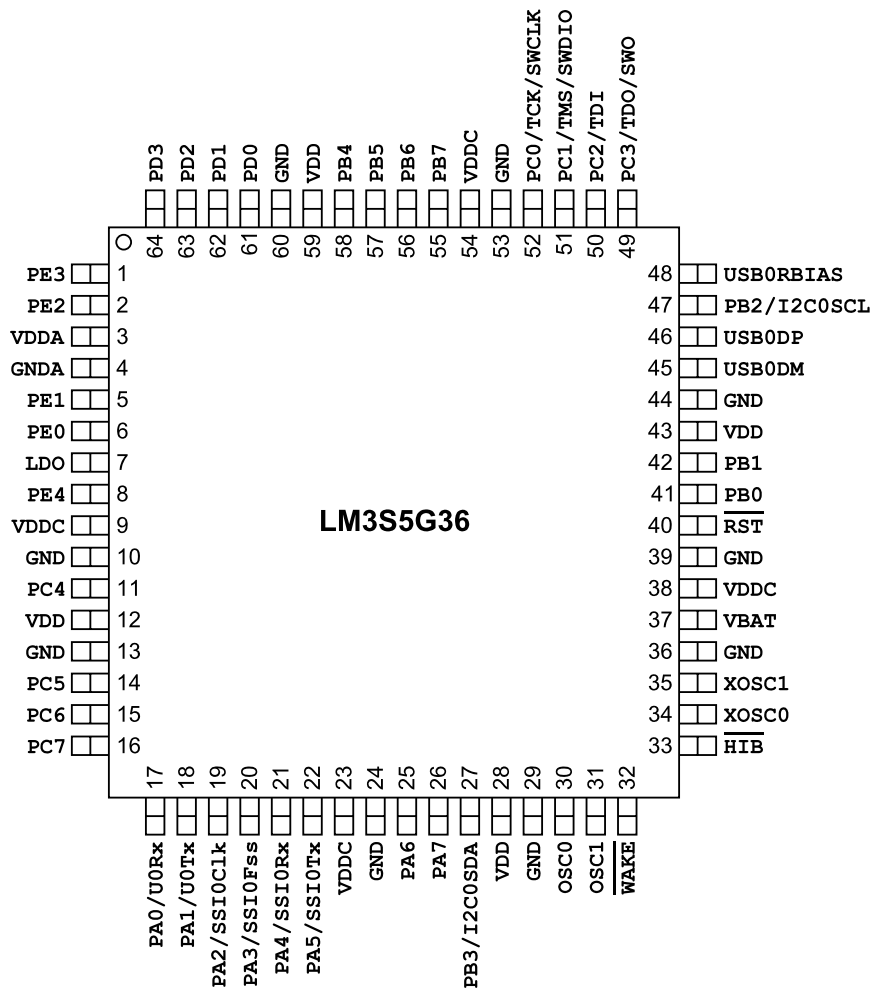 PD3
PD2
PD1
PD0
GND
VDD
PB4
PB5
PB6
PB7
VDDC
GND
PC0/TCK/SWCLK
PC1/TMS/SWDIO
PC2/TDI
PC3/TDO/SWO
64
63
62
61
60
59
58
57
56
55
54
53
52
51
50
49
PE3 1
PE2 2
VDDA 3
GNDA 4
PE1 5
PE0 6
LDO 7
PE4 8
VDDC 9
GND 10
PC4 11
VDD 12
GND 13
PC5 14
PC6 15
PC7 16
LM3S5G36
48 USB0RBIAS
47 PB2/I2C0SCL
46 USB0DP
45 USB0DM
44 GND
43 VDD
42 PB1
41 PB0
40 RST
39 GND
38 VDDC
37 VBAT
36 GND
35 XOSC1
34 XOSC0
33 HIB
17
18
19
20
21
22
23
24
25
26
27
28
29
30
31
32
PA0/U0Rx
PA1/U0Tx
PA2/SSI0Clk
PA3/SSI0Fss
PA4/SSI0Rx
PA5/SSI0Tx
VDDC
GND
PA6
PA7
PB3/I2C0SDA
VDD
GND
OSC0
OSC1
WAKE